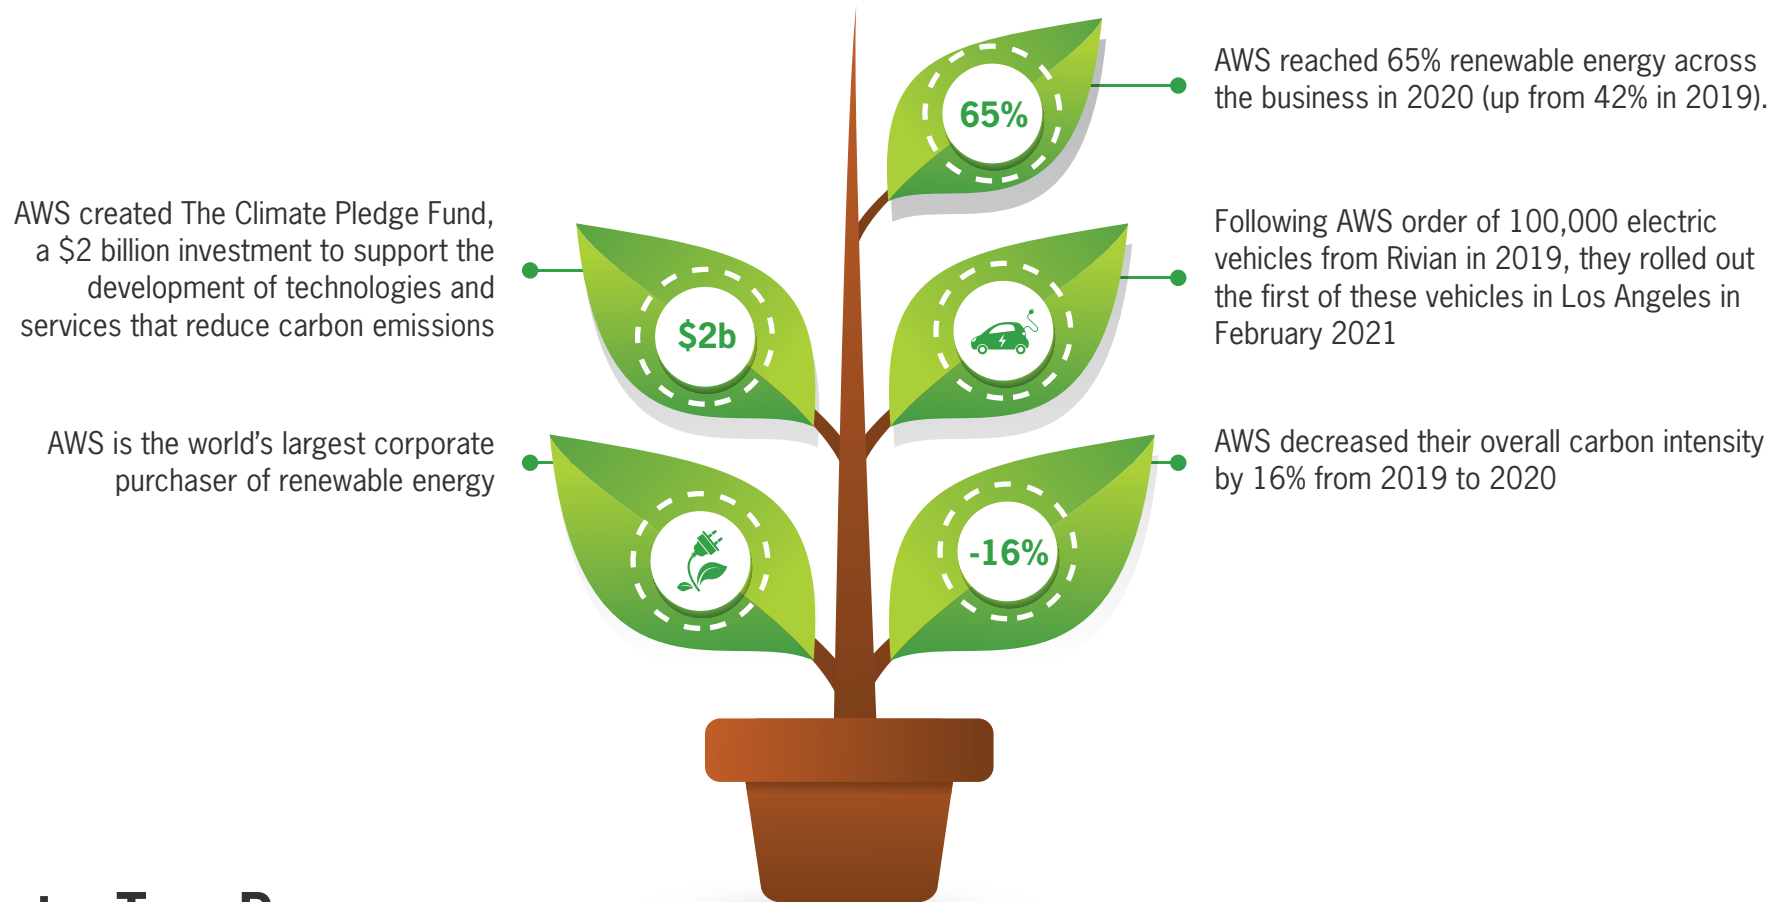 65%
AWS reached 65% renewable energy across
the business in 2020 (up from 42% in 2019).
AWS created The Climate Pledge Fund,
a $2 billion investment to support the
development of technologies and
services that reduce carbon emissions
$2b
Following AWS order of 100,000 electric
vehicles from Rivian in 2019, they rolled out
the first of these vehicles in Los Angeles in
February 2021
AWS is the world’s largest corporate
purchaser of renewable energy
-16%
AWS decreased their overall carbon intensity
by 16% from 2019 to 2020